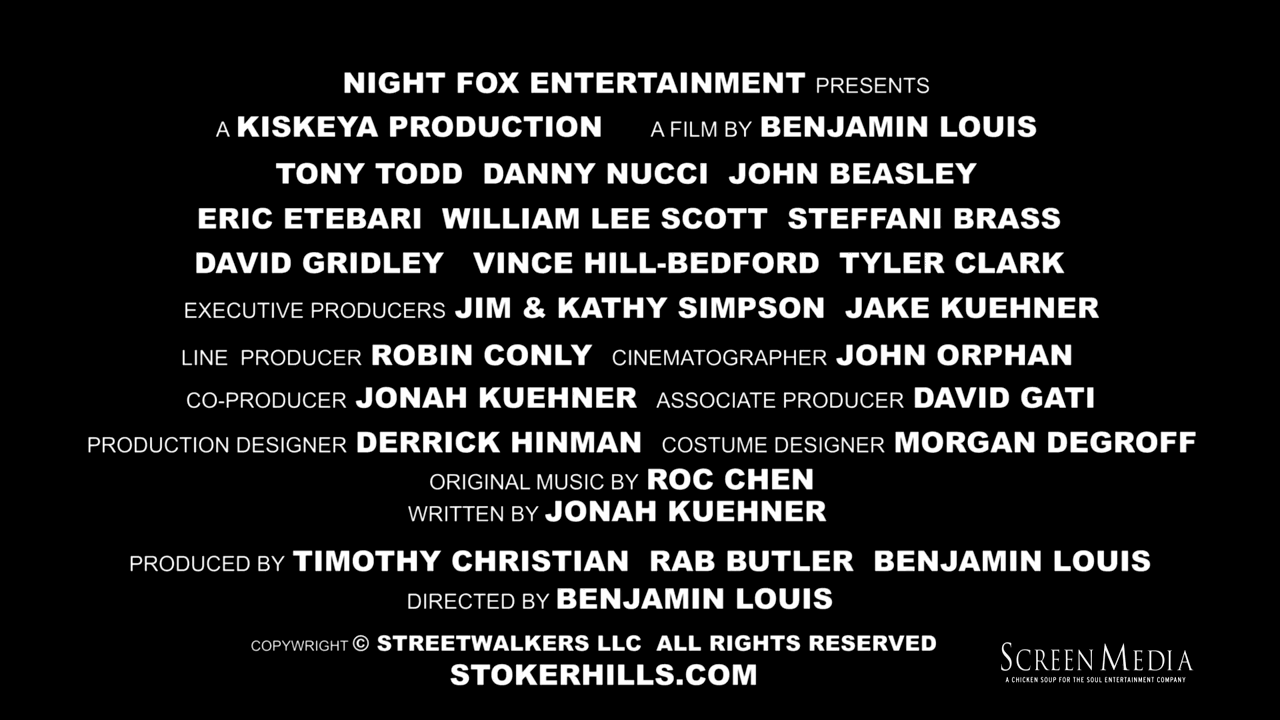 NIGHT FOX ENTERTAINMENT PRESENTS
A KISKEYA PRODUCTION A FILM BY BENJAMIN LOUIS
TONY TODD DANNY NUCCI JOHN BEASLEY
ERIC ETEBARI WILLIAM LEE SCOTT STEFFANI BRASS
DAVID GRIDLEY VINCE HILL-BEDFORD TYLER CLARK
EXECUTIVE PRODUCERS JIM & KATHY SIMPSON JAKE KUEHNER
LINE PRODUCER ROBIN CONLY CINEMATOGRAPHER JOHN ORPHAN
CO-PRODUCER JONAH KUEHNER ASSOCIATE PRODUCER DAVID GATI
PRODUCTION DESIGNER DERRICK HINMAN COSTUME DESIGNER MORGAN DEGROFF
ORIGINAL MUSIC BY ROC CHEN
WRITTEN BY JONAH KUEHNER
PRODUCED BY TIMOTHY CHRISTIAN RAB BUTLER BENJAMIN LOUIS
DIRECTED BY BENJAMIN LOUIS
COPYWRIGHT © STREETWALKERS LLC ALL RIGHTS RESERVED
STOKERHILLS.COM
SCREEN MEDIA
A CHICKEN SOUP FOR THE SOUL ENTERTAINMENT COMPANY